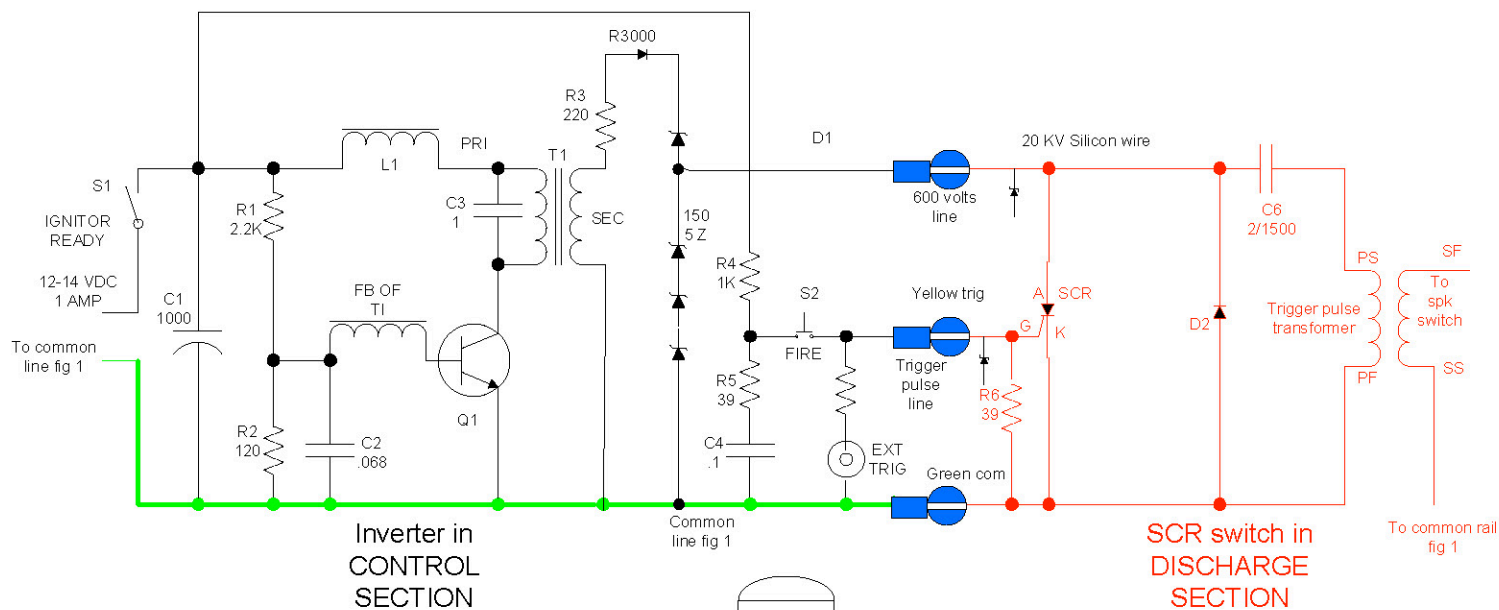 R3000
R3
220
D1
20 KV Silicon wire
PRI
T1
L1
S1
IGNITOR
READY
R1
2.2K
C3
1
SEC
600 volts
line
C6
2/1500
150
5 Z
12-14 VDC
1 AMP
C1
1000
FB OF
TI
R4
1K
S2
Yellow trig
A
SCR
G
K
PS
SF
To
spk
switch
Trigger pulse
transformer
D2
To common
line fig 1
FIRE
Trigger
pulse
line
R5
39
R6
39
PF
SS
Q1
R2
120
C2
.068
C4
.1
EXT
TRIG
Green com
Common
line fig 1
To common rail
fig 1
Inverter in
CONTROL
SECTION
SCR switch in
DISCHARGE
SECTION